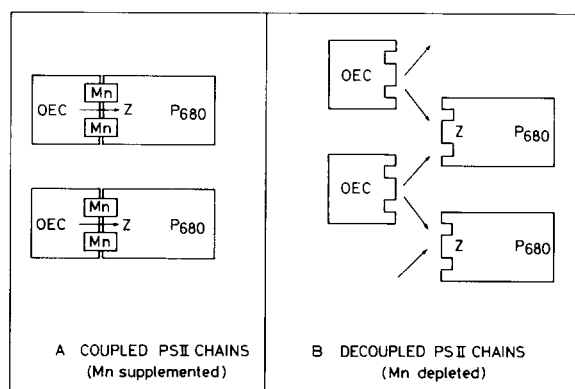 Mn
OEC Z P680
Mn
Mn
OEC Z P680
Mn
A COUPLED PSII CHAINS
(Mn supplemented)
OEC
Z P680
OEC
Z P680
B DECOUPLED PSII CHAINS
(Mn depleted)